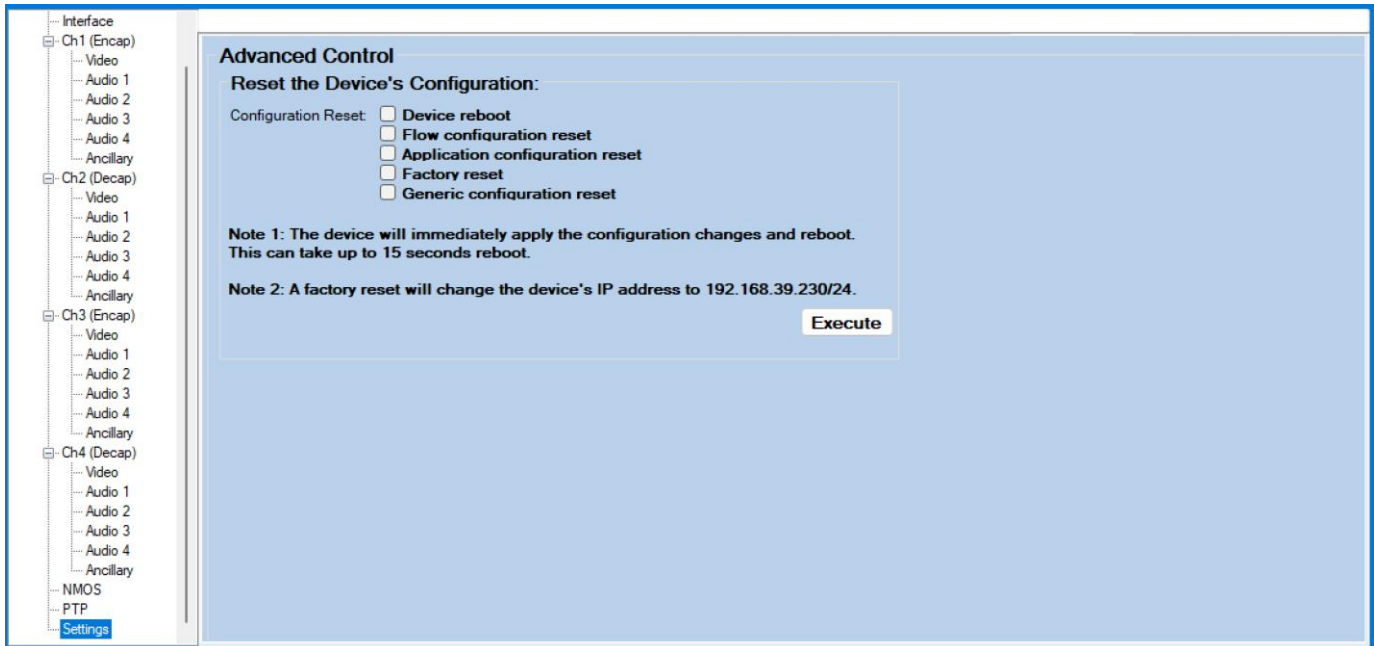 Interface
Ch1 (Encap)
Video
Audio 1
Audio 2
Audio 3
Audio 4
Ancillary
Ch2 (Decap)
Video
Audio 1
Audio 2
Audio 3
Audio 4
Ancillary
Ch3 (Encap)
Video
Audio 1
Audio 2
Audio 3
Audio 4
Ancillary
Ch4 (Decap)
Video
Audio 1
Audio 2
Audio 3
Audio 4
Ancillary
NMOS
PTP
Settings
Advanced Control
Reset the Device's Configuration:
Configuration Reset: Device reboot
Flow configuration reset
Application configuration reset
Factory reset
Generic configuration reset
Note 1: The device will immediately apply the configuration changes and reboot.
This can take up to 15 seconds reboot.
Note 2: A factory reset will change the device's IP address to 192.168.39.230/24.
Execute